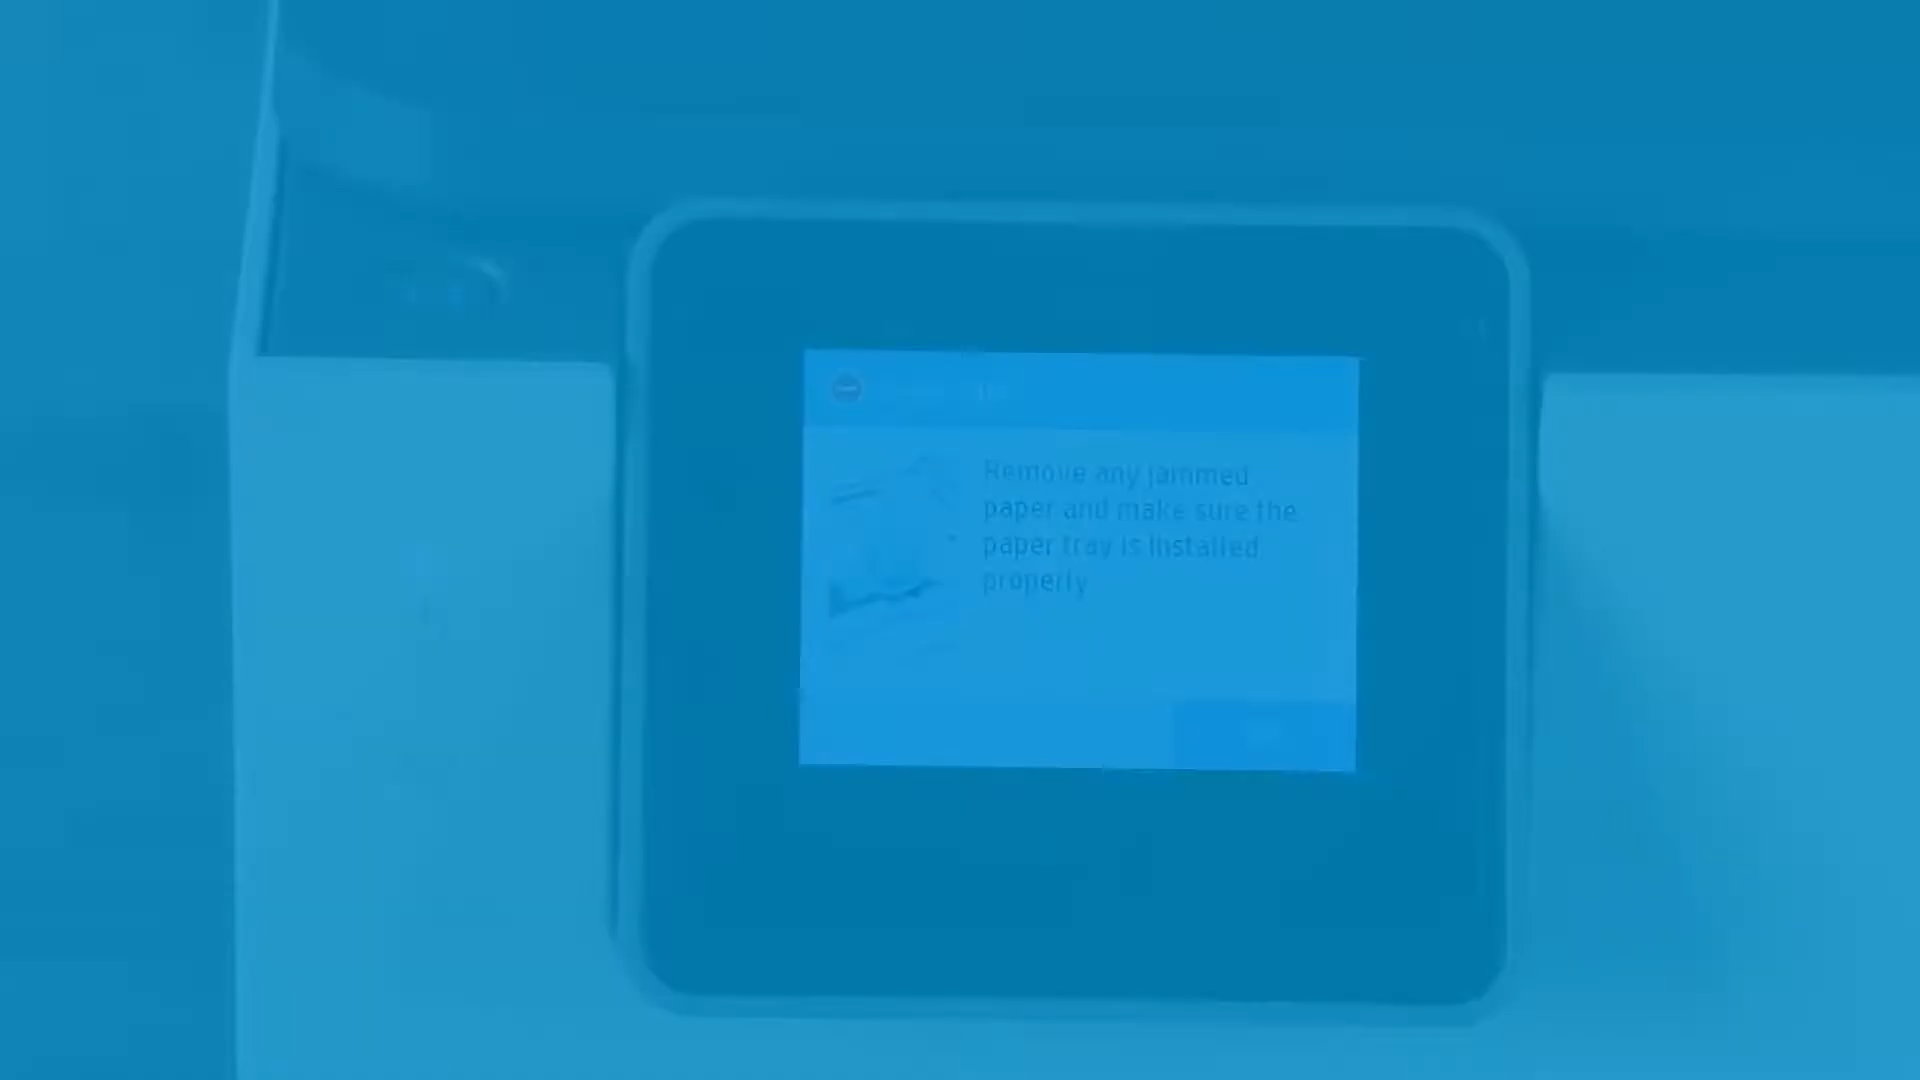 Remove any jammed
paper and make sure the
paper tray is installed
properly